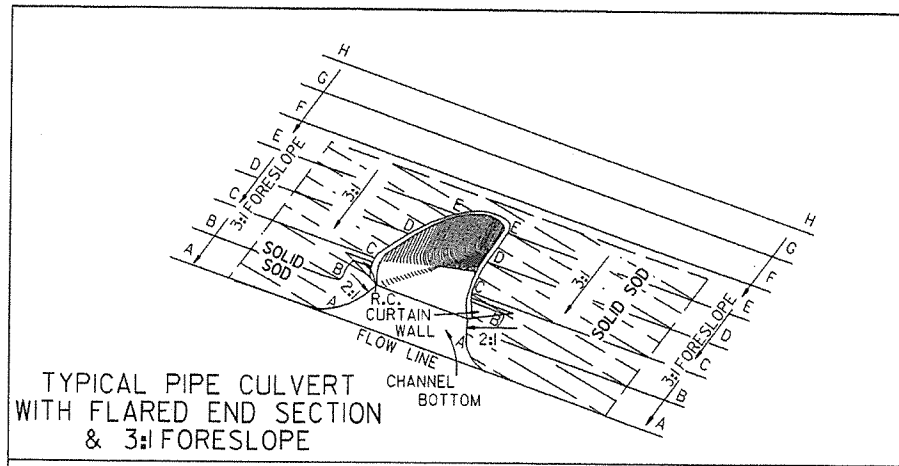 H
G
F
E
D
C
B
A
3:1 FORESLOPE
3:1
SOLID
SOD
E
D
C
B
A
2:1
R.C.
CURTAIN
WALL
FLOW LINE
CHANNEL
BOTTOM
E
D
C
B
A
2:1
3:1
SOLID SOD
3:1 FORESLOPE
H
G
F
E
D
C
B
A
TYPICAL PIPE CULVERT
WITH FLARED END SECTION
& 3:1 FORESLOPE